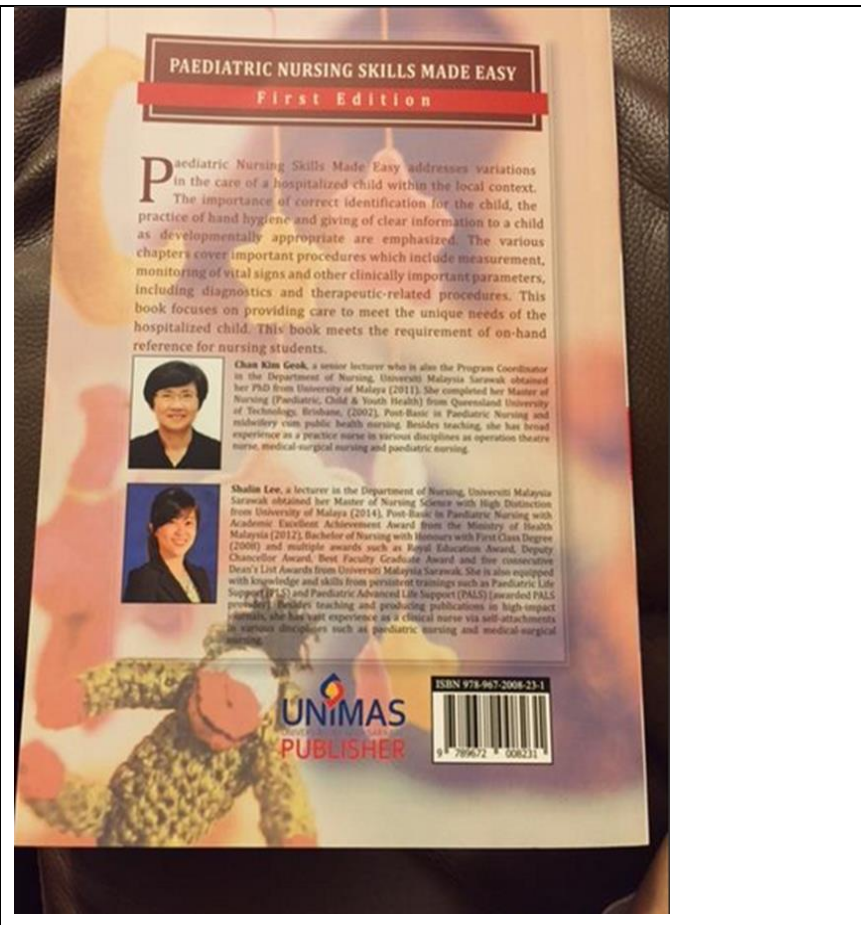 PAEDIATRIC NURSING SKILLS MADE EASY
First Edition
Paediatric Nursing Skills Made Easy addresses variations
in the care of a hospitalized child within the local context.
The importance of correct identification for the child, the
practice of hand hygiene and giving of clear information to a child
as developmentally appropriate are emphasized. The various
chapters cover important procedures which include measurement,
monitoring of vital signs and other clinically important parameters,
including diagnostics and therapeutic-related procedures. This
book focuses on providing care to meet the unique needs of the
hospitalized child. This book meets the requirement of on-hand
reference for nursing students.
Chan Kim Geok, a senior lecturer who is also the Program Coordinator
in the Department of Nursing, Universiti Malaysia Sarawak obtained
her PhD from University of Malaya (2011). She completed her Master of
Nursing (Paediatric, Child & Youth Health) from Queensland University
of Technology, Brisbane, (2002), Post-Basic in Paediatric Nursing and
midwifery cum public health nursing. Besides teaching, she has broad
experience as a practice nurse in various disciplines as operation theatre
nurse, medical-surgical nursing and paediatric nursing.
Shalin Lee, a lecturer in the Department of Nursing, Universiti Malaysia
Sarawak obtained her Master of Nursing Science with High Distinction
from University of Malaya (2014), Post-Basic in Paediatric Nursing with
Academic Excellent Achievement Award from the Ministry of Health
Malaysia (2012), Bachelor of Nursing with Honours with First Class Degree
(2008) and multiple awards such as Royal Education Award, Deputy
Chancellor Award, Best Faculty Graduate Award and five consecutive
Dean's List Awards from Universiti Malaysia Sarawak. She is also equipped
with knowledge and skills from persistent trainings such as Paediatric Life
Support (PLS) and Paediatric Advanced Life Support (PALS) (awarded PALS
provider). Besides teaching and producing publications in high-impact
journals, she has vast experience as a clinical nurse via self-attachments
in various disciplines such as paediatric nursing and medical-surgical
nursing.
UNIMAS
PUBLISHER
ISBN 978-967-2008-23-1
9 789672 008231